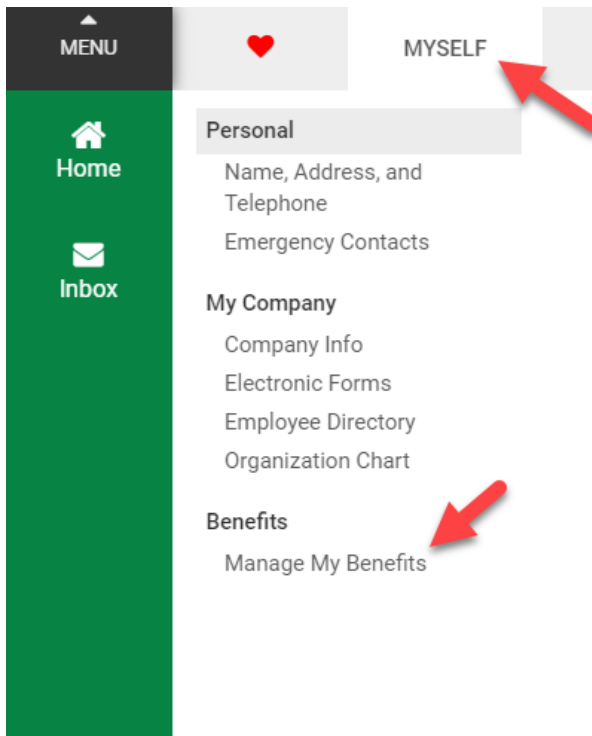 MENU
MYSELF
Home
Inbox
Personal
Name, Address, and
Telephone
Emergency Contacts
My Company
Company Info
Electronic Forms
Employee Directory
Organization Chart
Benefits
Manage My Benefits